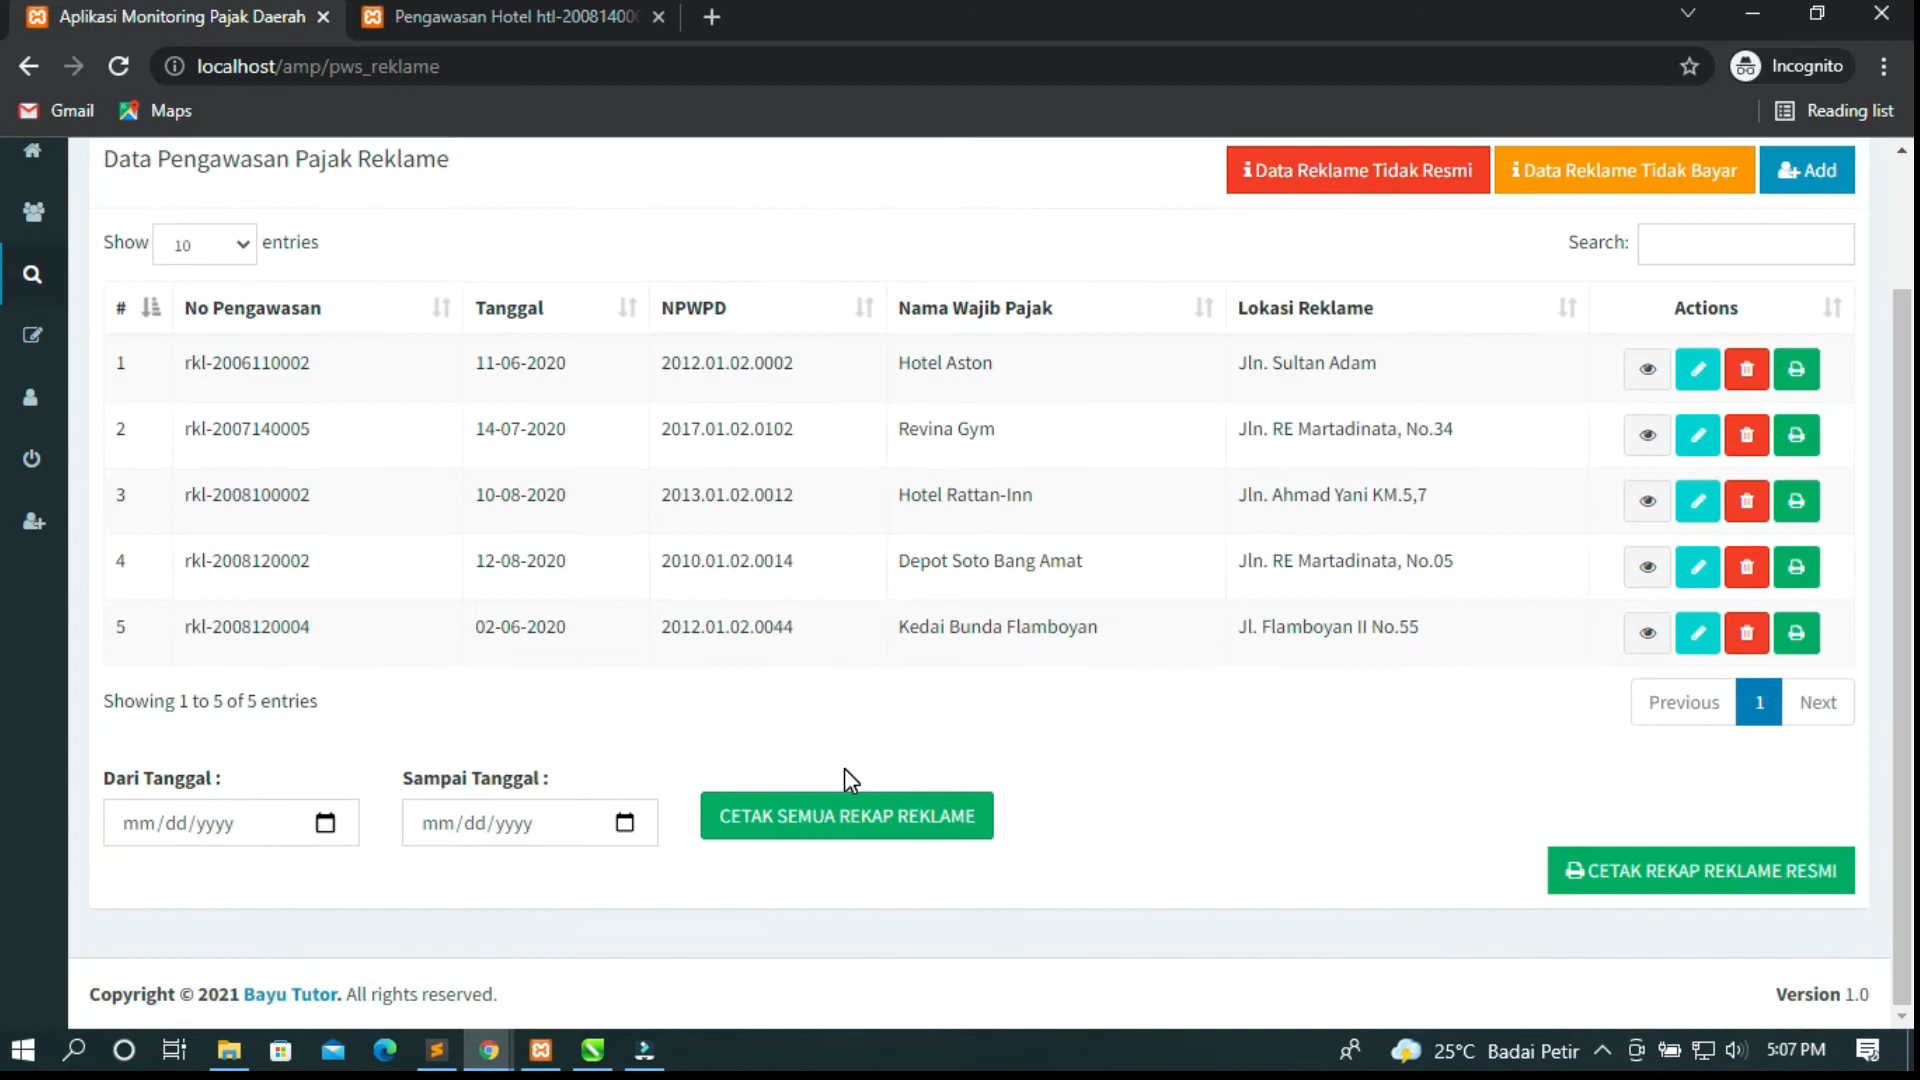 Aplikasi Monitoring Pajak Daerah
Pengawasan Hotel htl-20081400
localhost/amp/pws_reklame
Incognito
Gmail
Maps
Reading list
Data Pengawasan Pajak Reklame
Data Reklame Tidak Resmi
Data Reklame Tidak Bayar
Add
Show 10 entries
Search:
# No Pengawasan Tanggal NPWPD Nama Wajib Pajak Lokasi Reklame Actions
1 rkl-2006110002 11-06-2020 2012.01.02.0002 Hotel Aston Jln. Sultan Adam
2 rkl-2007140005 14-07-2020 2017.01.02.0102 Revina Gym Jln. RE Martadinata, No.34
3 rkl-2008100002 10-08-2020 2013.01.02.0012 Hotel Rattan-Inn Jln. Ahmad Yani KM.5,7
4 rkl-2008120002 12-08-2020 2010.01.02.0014 Depot Soto Bang Amat Jln. RE Martadinata, No.05
5 rkl-2008120004 02-06-2020 2012.01.02.0044 Kedai Bunda Flamboyan Jl. Flamboyan II No.55
Showing 1 to 5 of 5 entries
Previous 1 Next
Dari Tanggal :
Sampai Tanggal :
mm/dd/yyyy
mm/dd/yyyy
CETAK SEMUA REKAP REKLAME
CETAK REKAP REKLAME RESMI
Copyright © 2021 Bayu Tutor. All rights reserved.
Version 1.0
25°C Badai Petir
5:07 PM